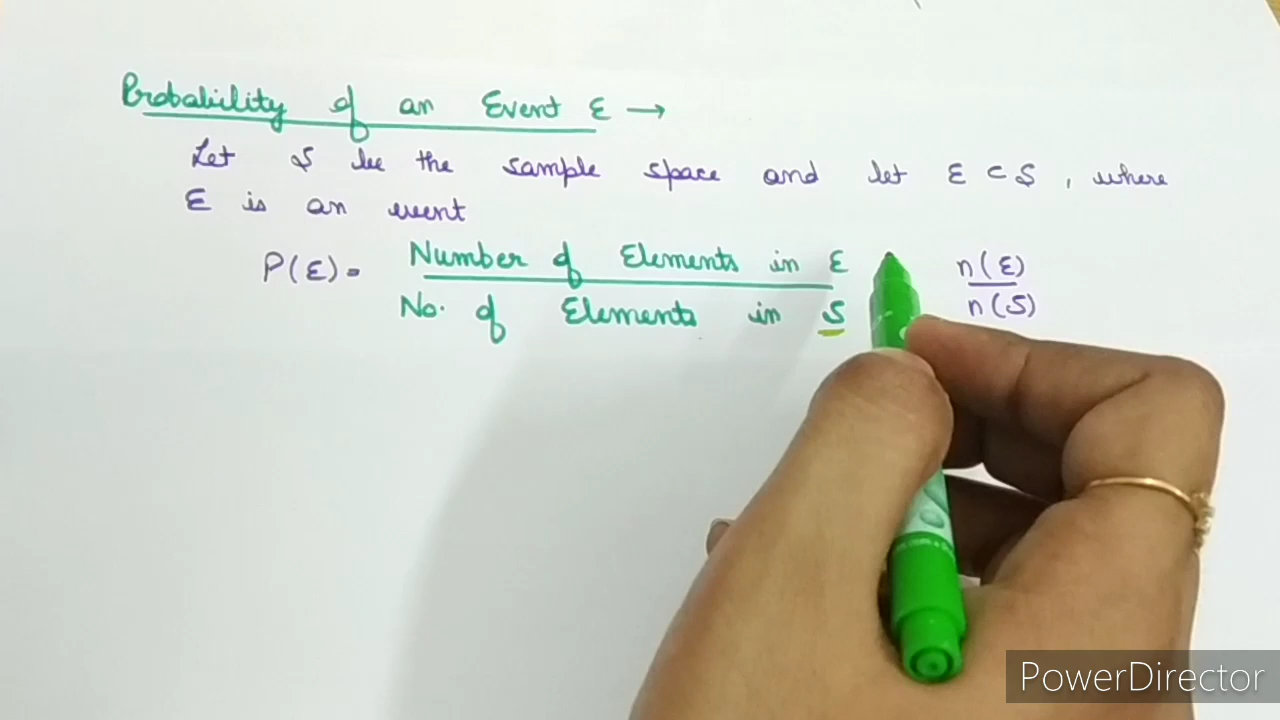 Probability of an Event E →
Let S be the sample space and let E ⊂ S, where
E is an event
P(E) = Number of Elements in E n(E)
No. of Elements in S n(S)
PowerDirector